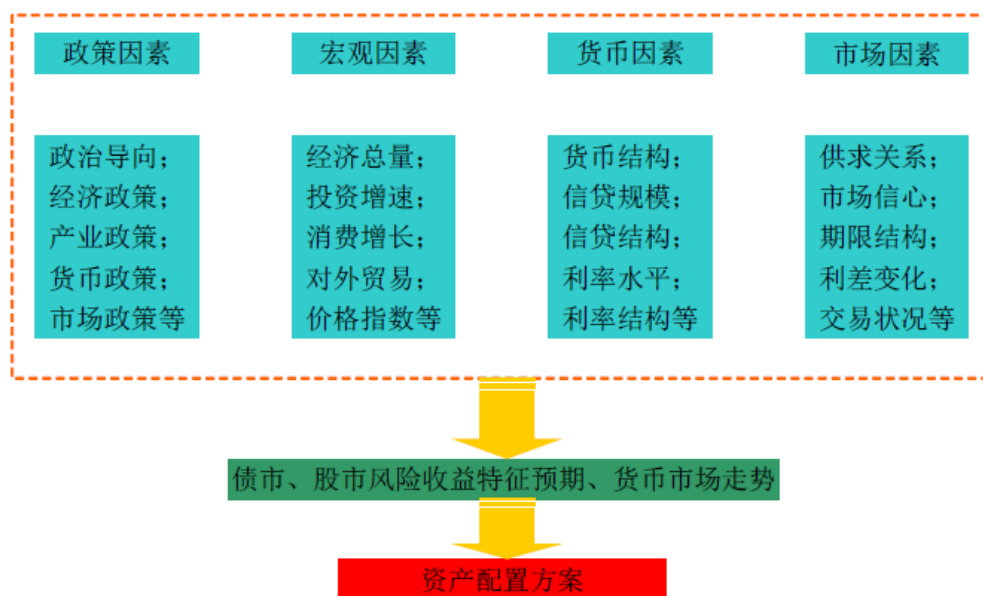 政策因素
宏观因素
货币因素
市场因素
政治导向；
经济政策；
产业政策；
货币政策；
市场政策等
经济总量；
投资增速；
消费增长；
对外贸易；
价格指数等
货币结构；
信贷规模；
信贷结构；
利率水平；
利率结构等
供求关系；
市场信心；
期限结构；
利差变化；
交易状况等
债市、股市风险收益特征预期、货币市场走势
资产配置方案